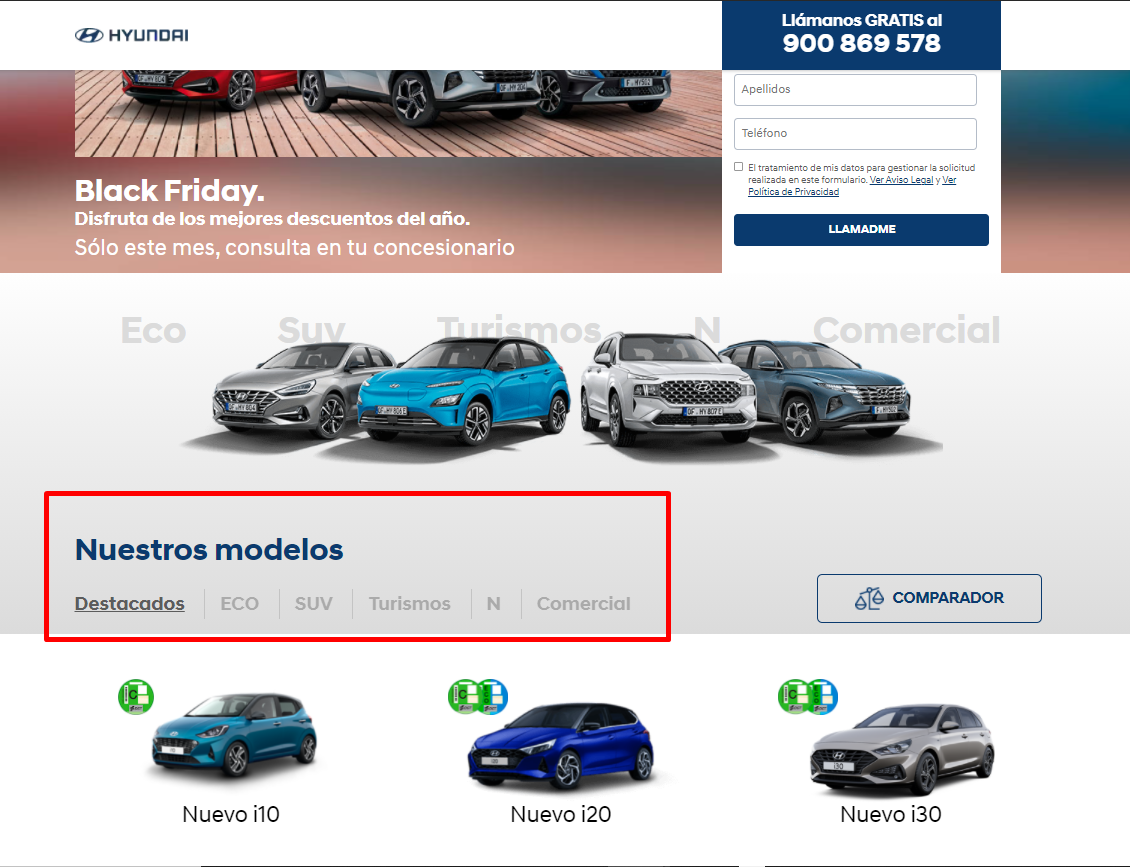 HYUNDAI
Llámanos GRATIS al
900 869 578
Apellidos
Teléfono
El tratamiento de mis datos para gestionar la solicitud
realizada en este formulario. Ver Aviso Legal y Ver
Política de Privacidad
LLAMADME
Black Friday.
Disfruta de los mejores descuentos del año.
Sólo este mes, consulta en tu concesionario
Eco Suv Turismos N Comercial
Nuestros modelos
Destacados ECO SUV Turismos N Comercial
COMPARADOR
C C C
i10 i20 i30
Nuevo i10 Nuevo i20 Nuevo i30